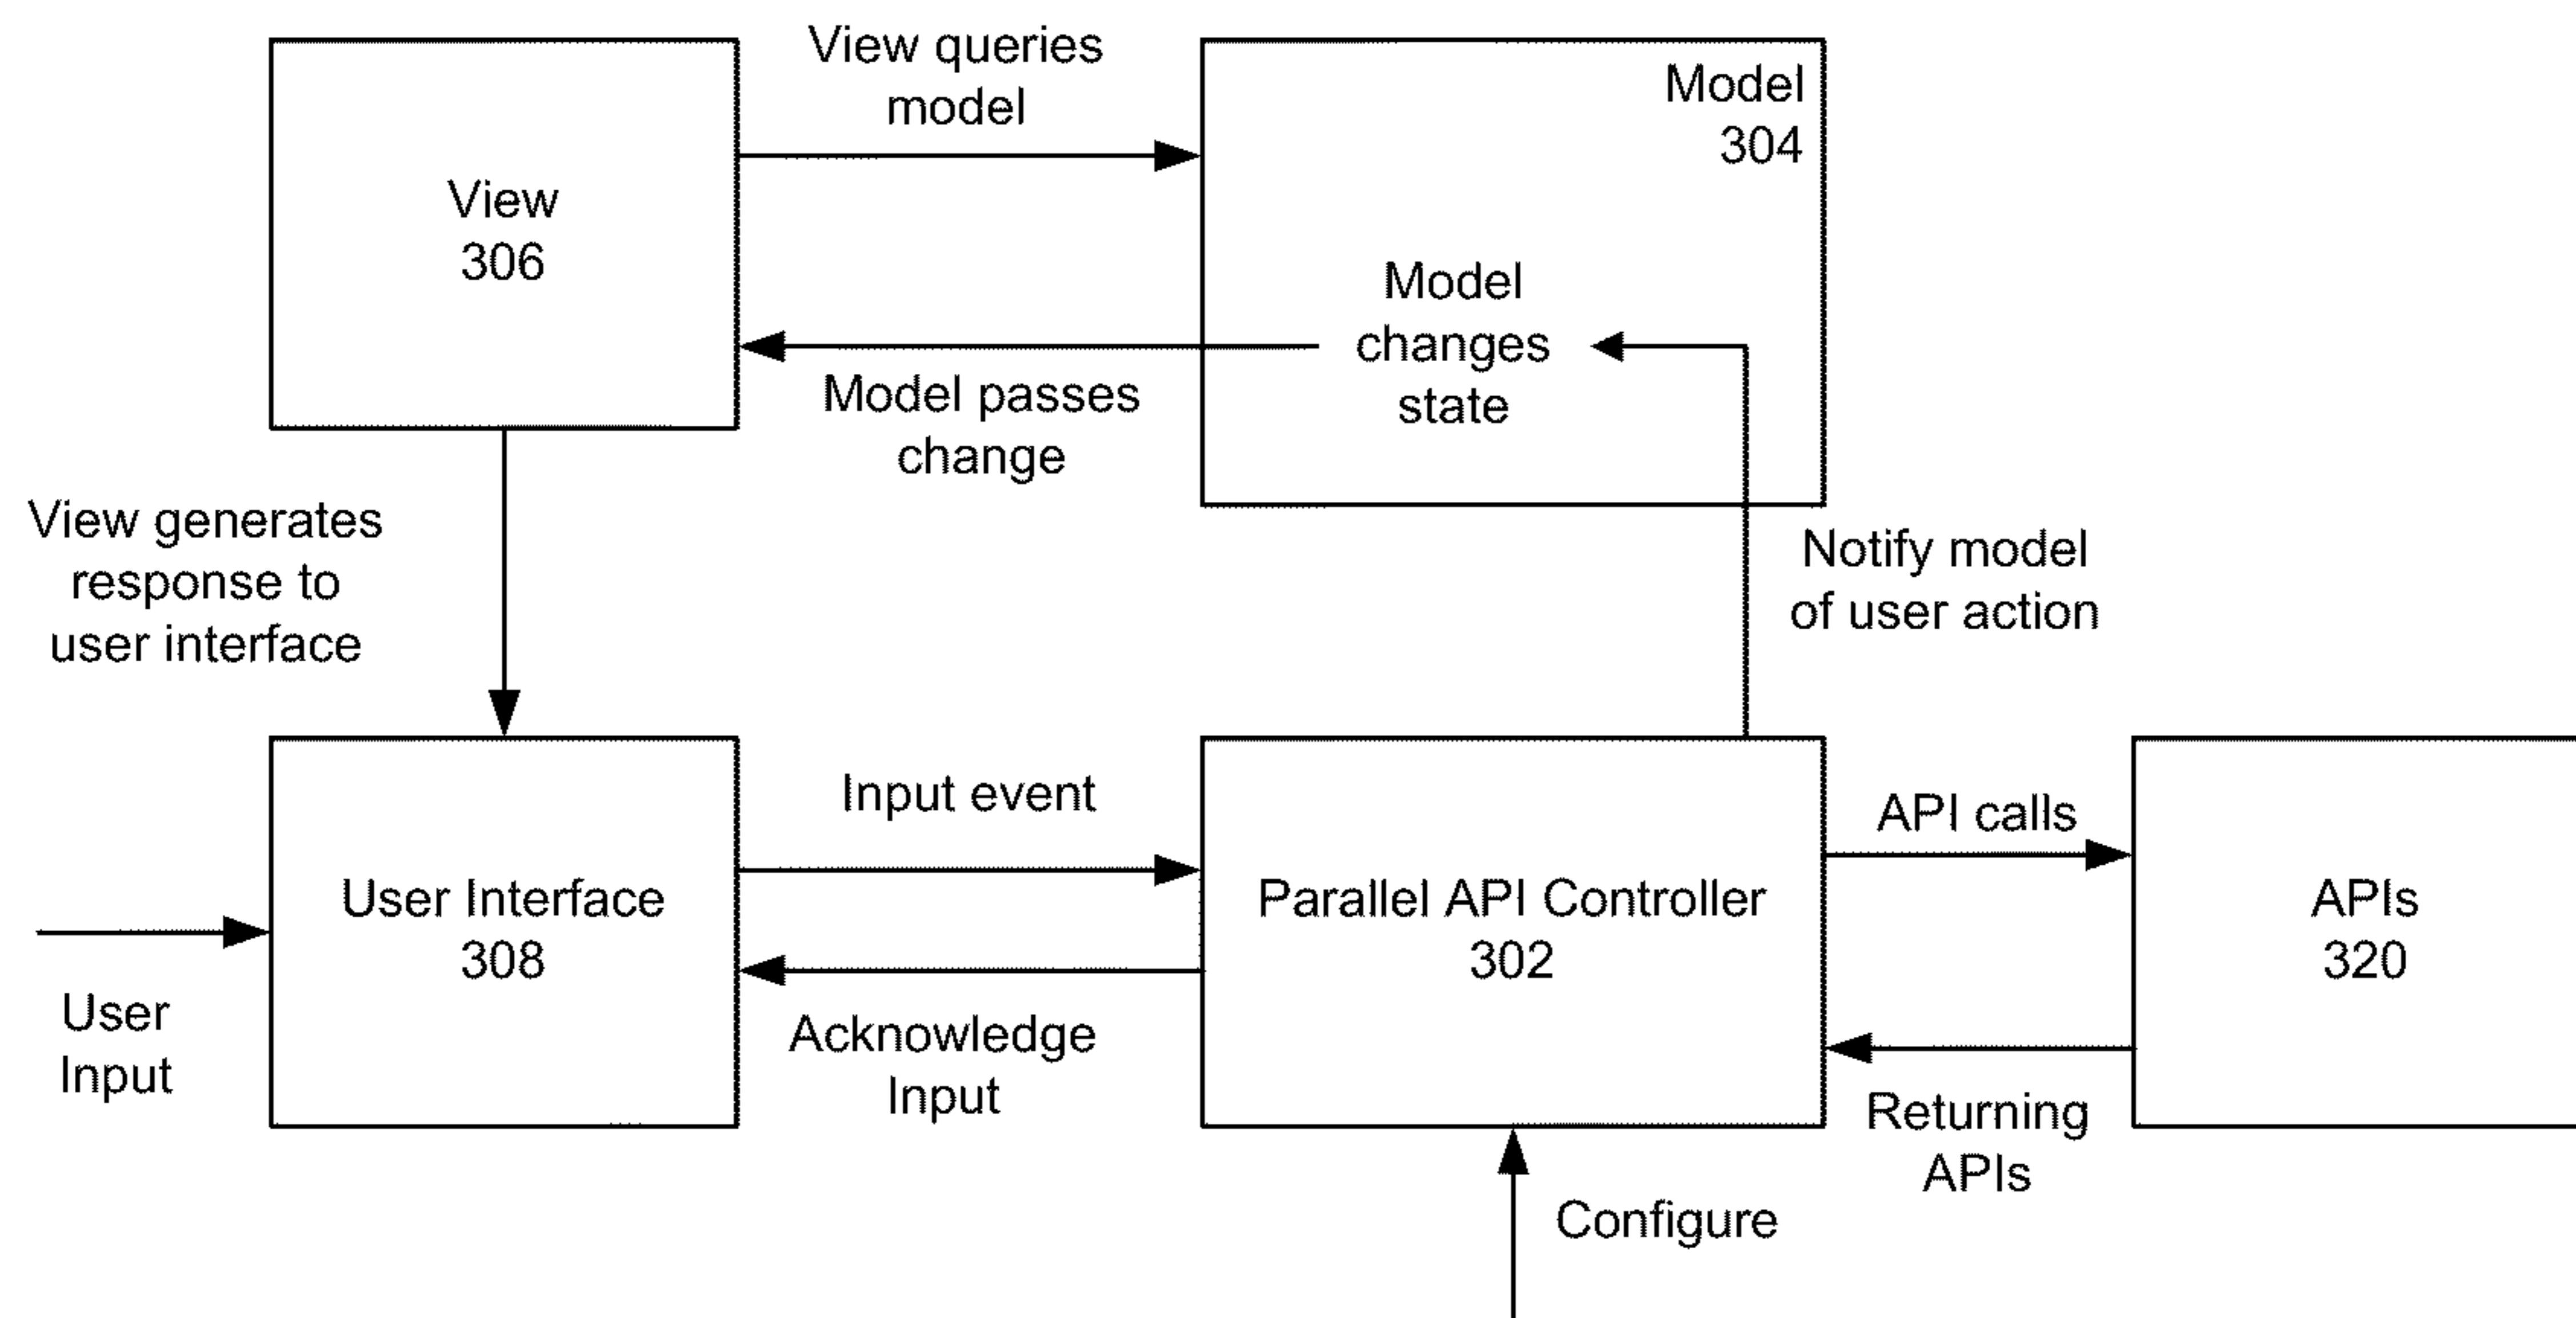 View queries
model
Model
304
View
306
Model
changes
state
Model passes
change
View generates
response to
user interface
Notify model
of user action
Input event
API calls
User Interface
308
Parallel API Controller
302
APIs
320
User
Input
Acknowledge
Input
Returning
APIs
Configure